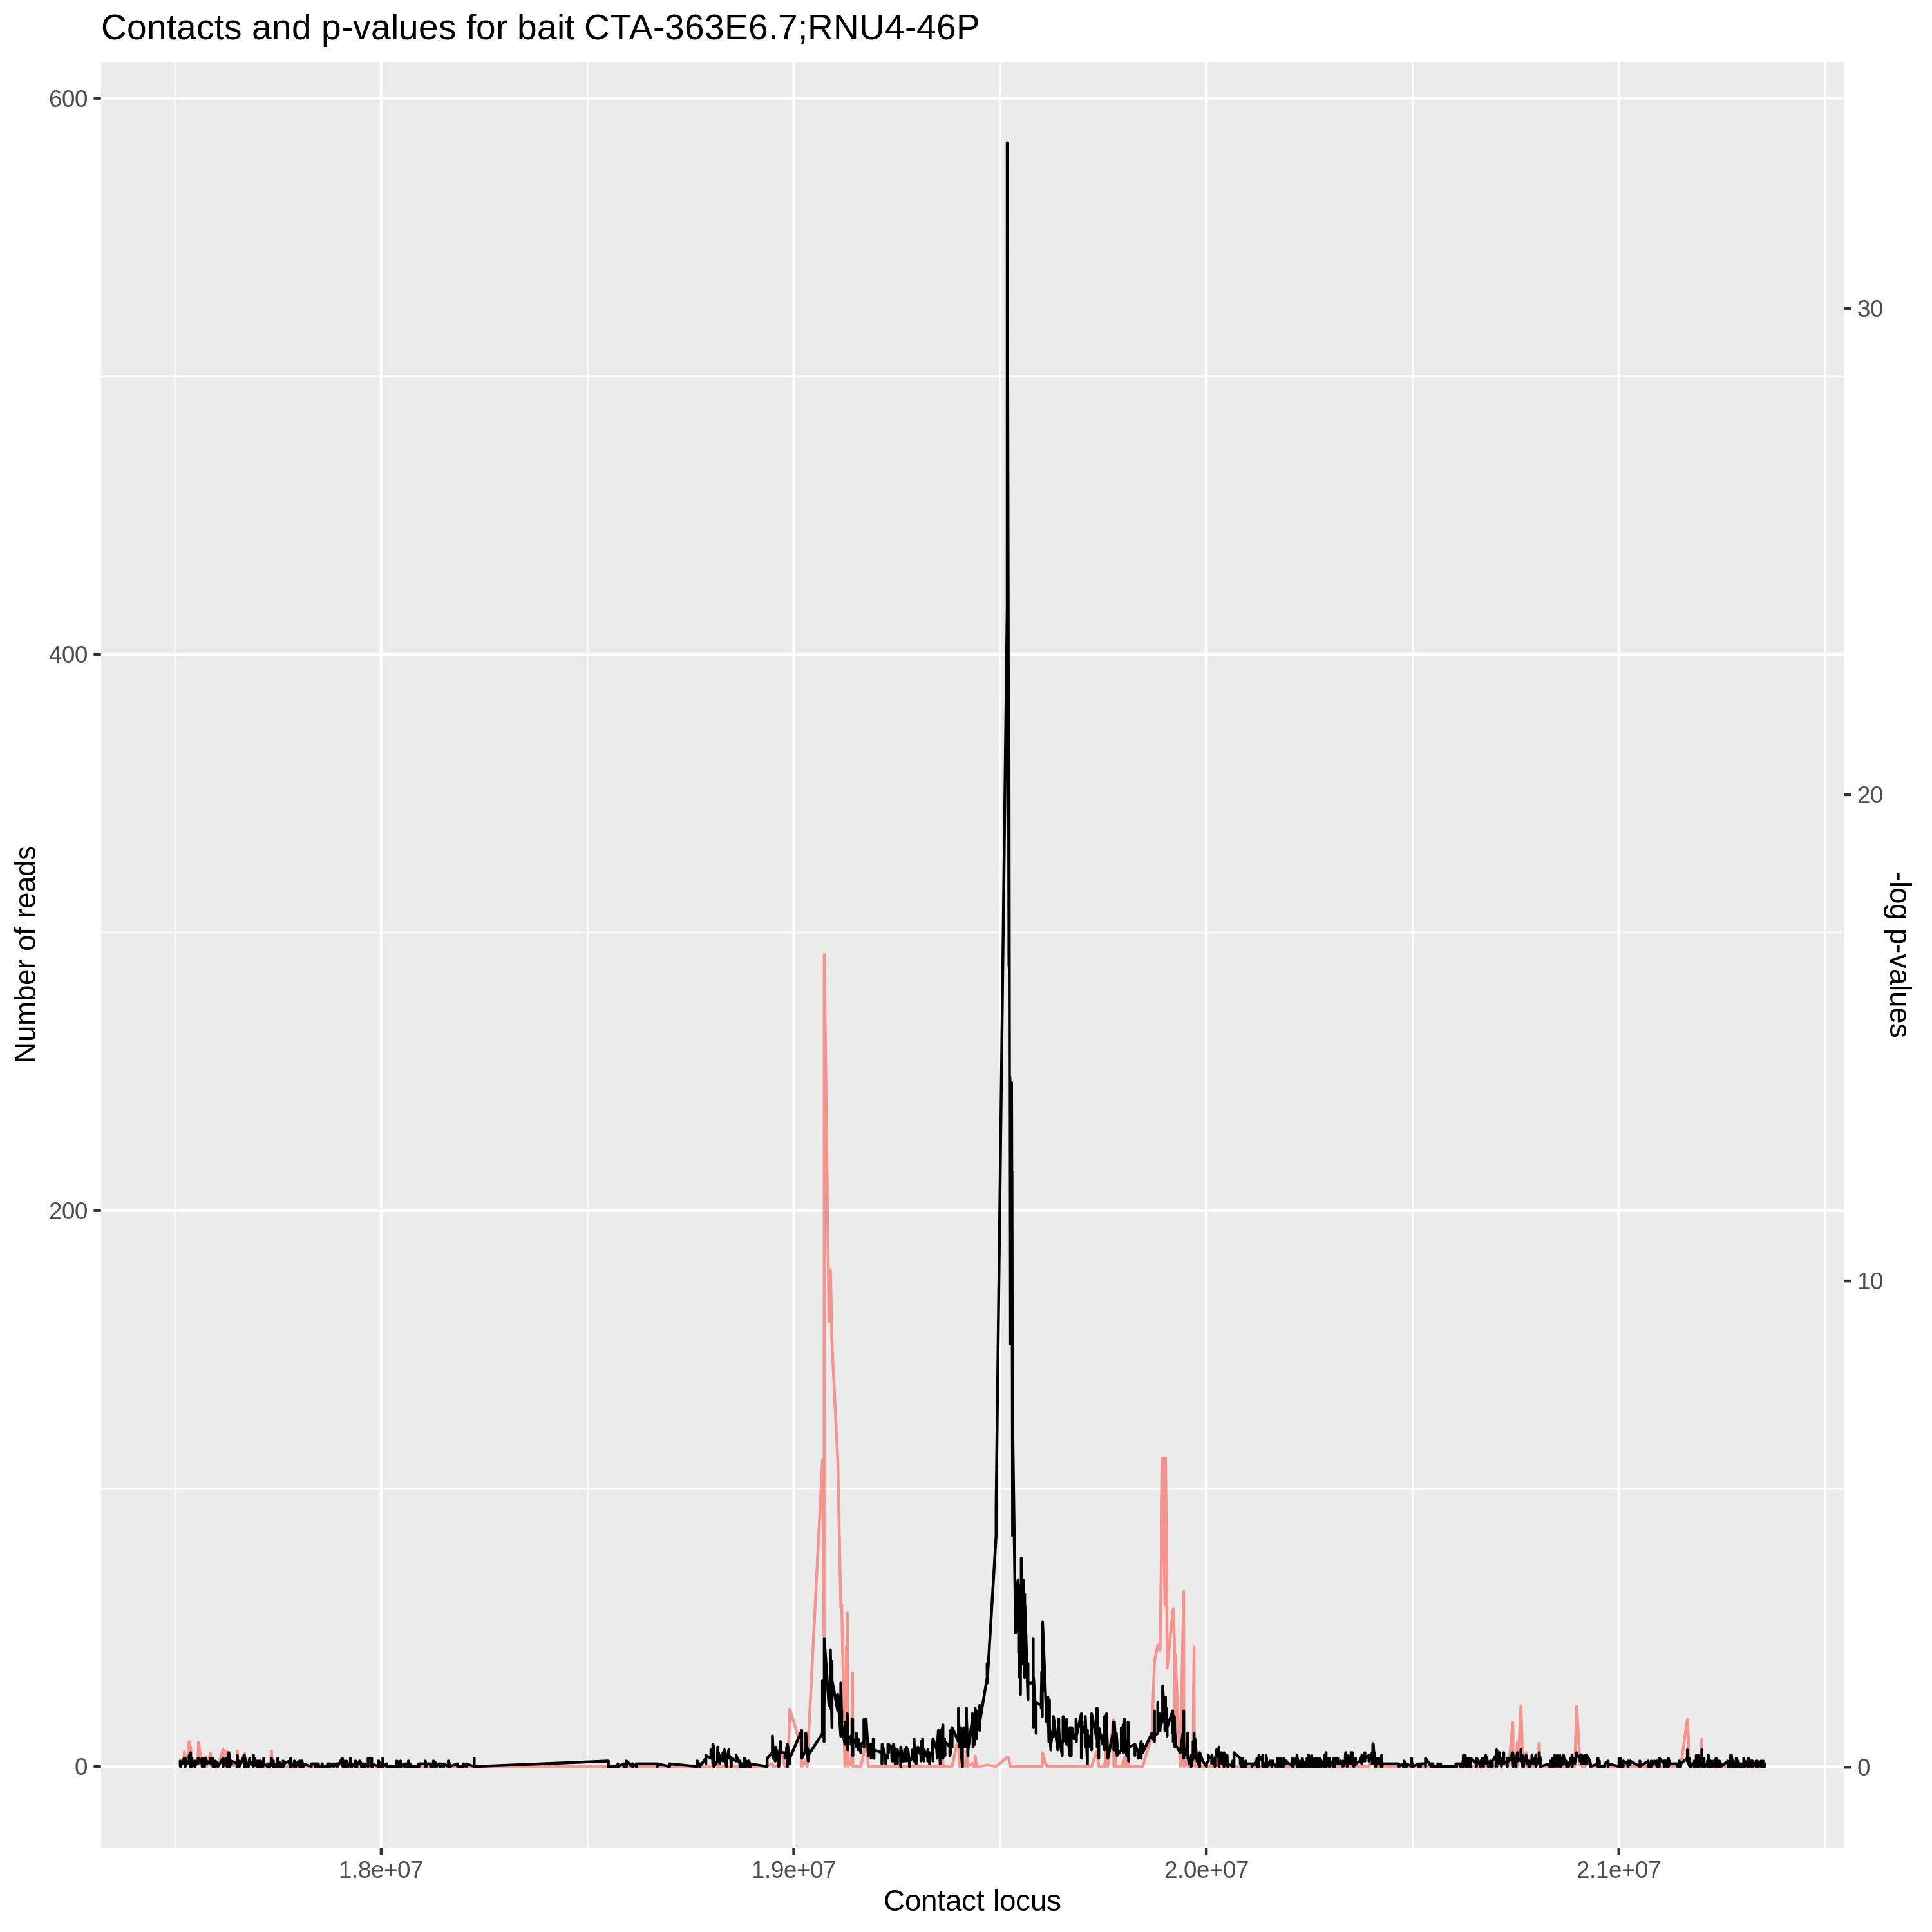 Contacts and p-values for bait CTA-363E6.7;RNU4-46P
600
400
200
0
Number of reads
30
20
10
0
-log p-values
1.8e+07
1.9e+07
2.0e+07
2.1e+07
Contact locus